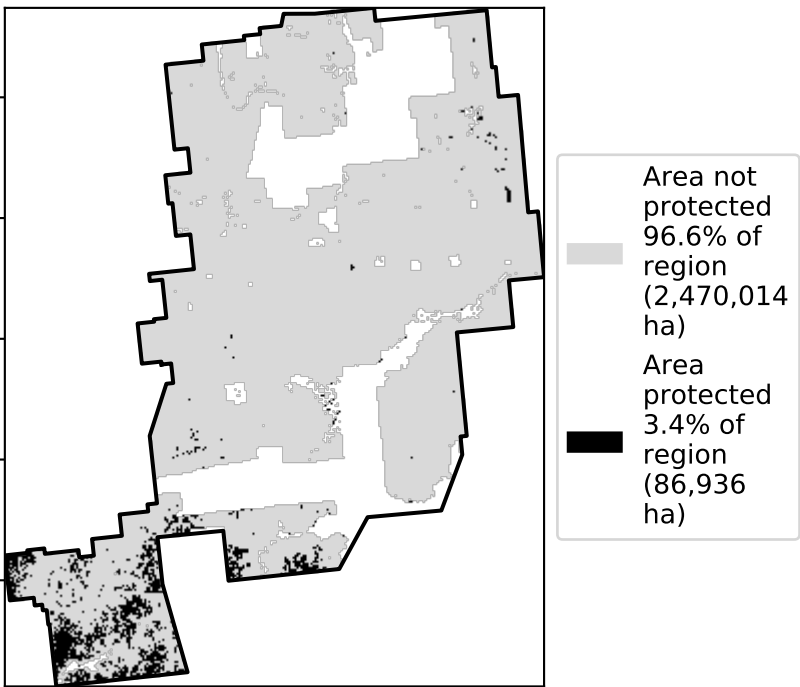 Area not
protected
96.6% of
region
(2,470,014
ha)
Area
protected
3.4% of
region
(86,936
ha)